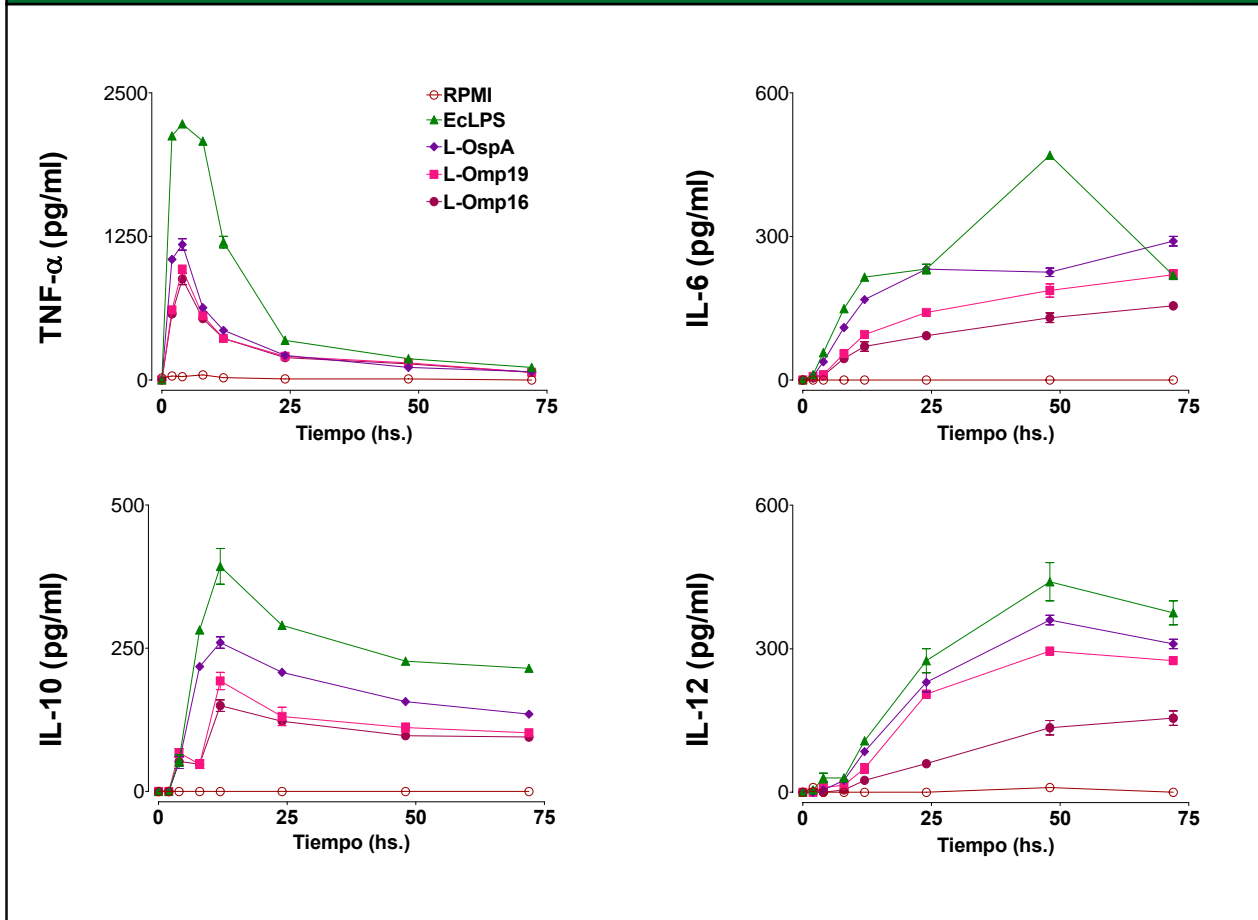 TNF-α (pg/ml)
2500
1250
0
0
25
50
75
Tiempo (hs.)
RPMI
EcLPS
L-OspA
L-Omp19
L-Omp16
IL-6 (pg/ml)
600
300
0
0
25
50
75
Tiempo (hs.)
IL-10 (pg/ml)
500
250
0
0
25
50
75
Tiempo (hs.)
IL-12 (pg/ml)
600
300
0
0
25
50
75
Tiempo (hs.)